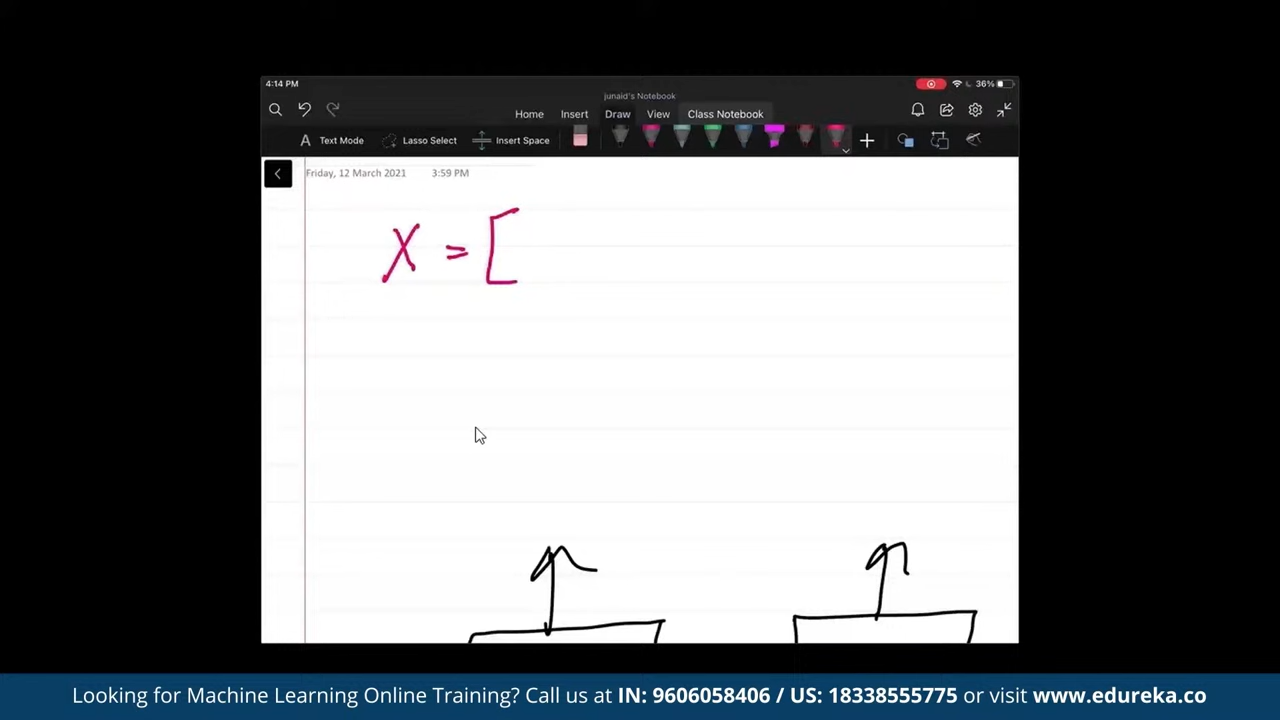 4:14 PM
36%
junaid's Notebook
Home Insert Draw View Class Notebook
A Text Mode Lasso Select Insert Space
Friday, 12 March 2021 3:59 PM
X = [
Looking for Machine Learning Online Training? Call us at IN: 9606058406 / US: 18338555775 or visit www.edureka.co